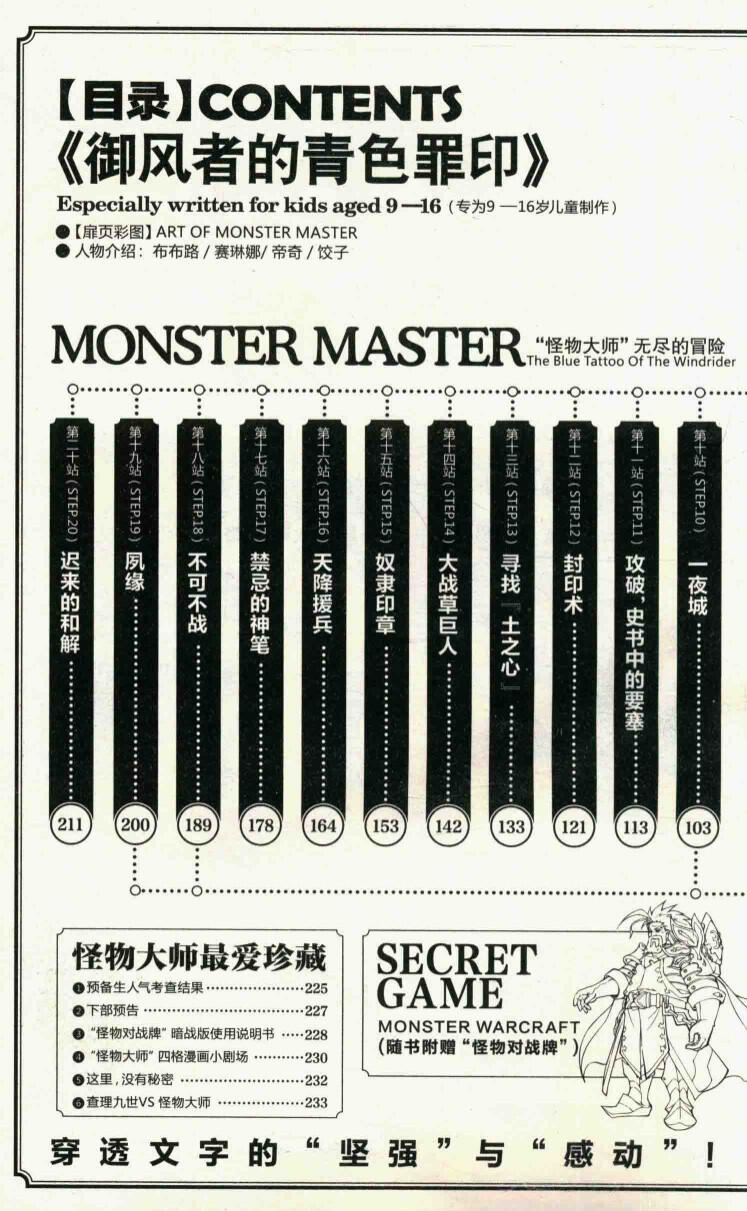 【目录】CONTENTS
《御风者的青色罪印》
Especially written for kids aged 9 —16 (专为9 —16岁儿童制作)
●【扉页彩图】ART OF MONSTER MASTER
● 人物介绍：布布路 / 赛琳娜/ 帝奇 / 饺子
MONSTER MASTER “怪物大师”无尽的冒险
The Blue Tattoo Of The Windrider
第十站(STEP.10) 一夜城 103
第十一站(STEP.11) 攻破，史书中的要塞 113
第十二站(STEP.12) 封印术 121
第十三站(STEP.13) 寻找『土之心』 133
第十四站(STEP.14) 大战草巨人 142
第十五站(STEP.15) 奴隶印章 153
第十六站(STEP.16) 天降援兵 164
第十七站(STEP.17) 禁忌的神笔 178
第十八站(STEP.18) 不可不战 189
第十九站(STEP.19) 夙缘 200
第二十站(STEP.20) 迟来的和解 211
怪物大师最爱珍藏
❶预备生人气考查结果 225
❷下部预告 227
❸“怪物对战牌”暗战版使用说明书 228
❹“怪物大师”四格漫画小剧场 230
❺这里，没有秘密 232
❻查理九世VS 怪物大师 233
SECRET
GAME
MONSTER WARCRAFT
(随书附赠“怪物对战牌”)
穿透文字的“坚强”与“感动”！